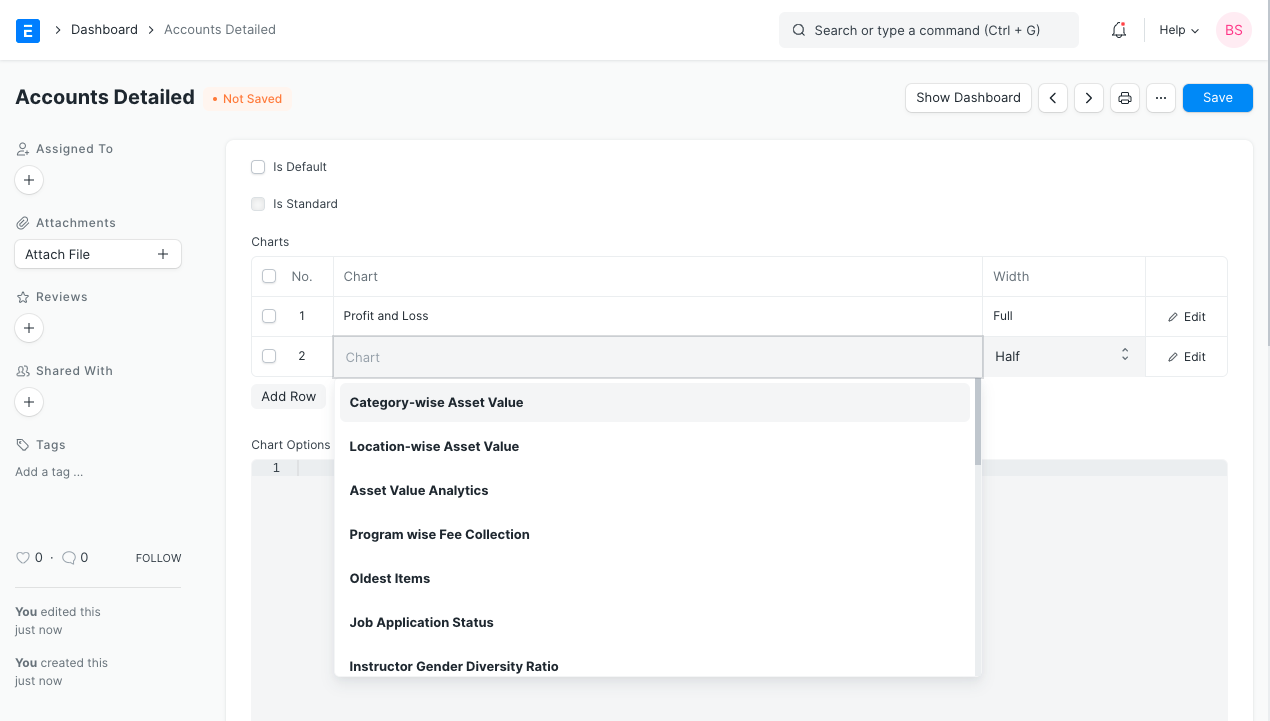 E
Dashboard
Accounts Detailed
Search or type a command (Ctrl + G)
Help
BS
Accounts Detailed
Not Saved
Show Dashboard
Save
Assigned To
Attachments
Attach File
Reviews
Shared With
Tags
Add a tag ...
0 · 0
FOLLOW
You edited this
just now
You created this
just now
Is Default
Is Standard
Charts
No. Chart Width
1 Profit and Loss Full Edit
2 Chart Half Edit
Add Row
Category-wise Asset Value
Location-wise Asset Value
Asset Value Analytics
Program wise Fee Collection
Oldest Items
Job Application Status
Instructor Gender Diversity Ratio
Chart Options
1